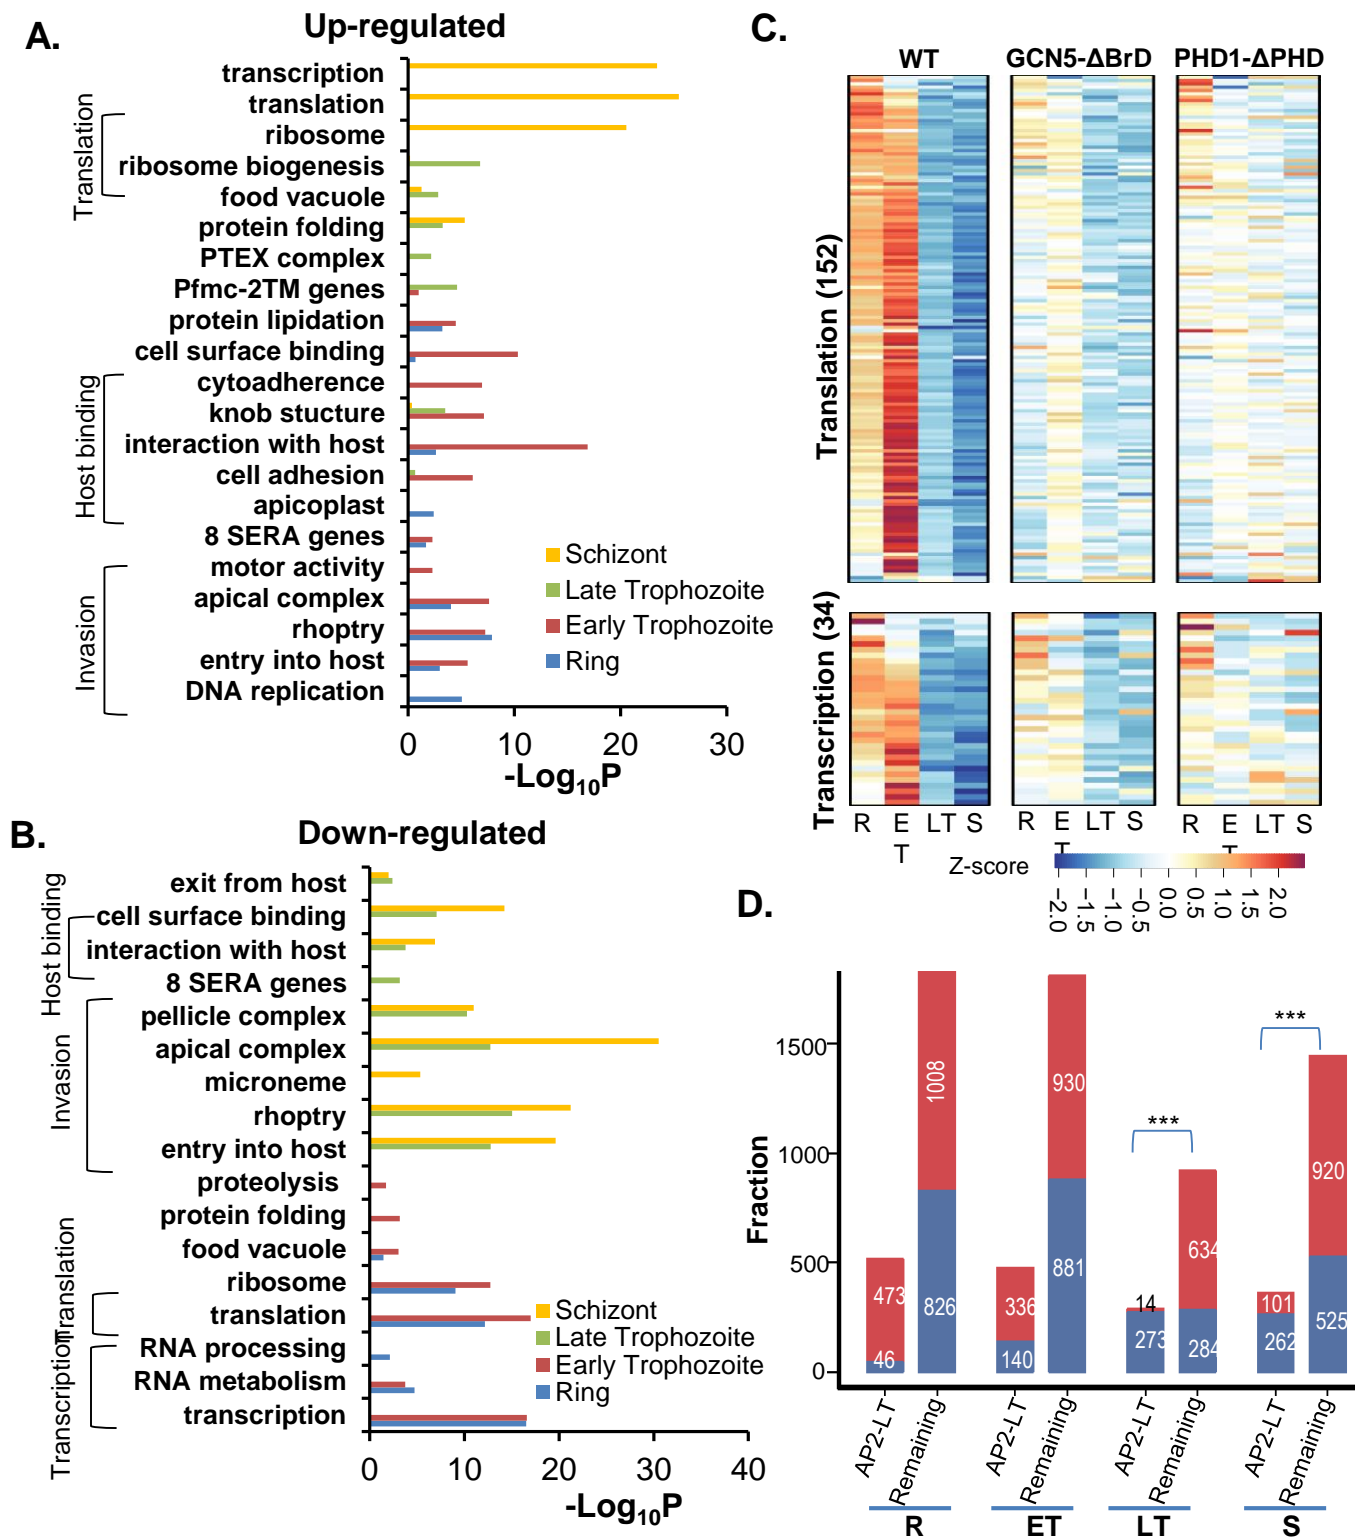 A.
Up-regulated
transcription
translation
ribosome
ribosome biogenesis
food vacuole
protein folding
PTEX complex
Pfmc-2TM genes
protein lipidation
cell surface binding
cytoadherence
knob stucture
interaction with host
cell adhesion
apicoplast
8 SERA genes
motor activity
apical complex
rhoptry
entry into host
DNA replication
Translation
Host binding
Invasion
Schizont
Late Trophozoite
Early Trophozoite
Ring
0 10 20 30
-Log10P
B.
Down-regulated
exit from host
cell surface binding
interaction with host
8 SERA genes
pellicle complex
apical complex
microneme
rhoptry
entry into host
proteolysis
protein folding
food vacuole
ribosome
translation
RNA processing
RNA metabolism
transcription
Host binding
Invasion
Translation
Transcription
Schizont
Late Trophozoite
Early Trophozoite
Ring
0 10 20 30 40
-Log10P
C.
WT GCN5-ΔBrD PHD1-ΔPHD
Translation (152)
Transcription (34)
R E LT S R E LT S R E LT S
T T T
Z-score
-2.0 -1.5 -1.0 -0.5 0.0 0.5 1.0 1.5 2.0
D.
Fraction
1500
1000
500
0
473
46
1008
826
336
140
930
881
***
14
273
634
284
***
101
262
920
525
AP2-LT Remaining AP2-LT Remaining AP2-LT Remaining AP2-LT Remaining
R ET LT S